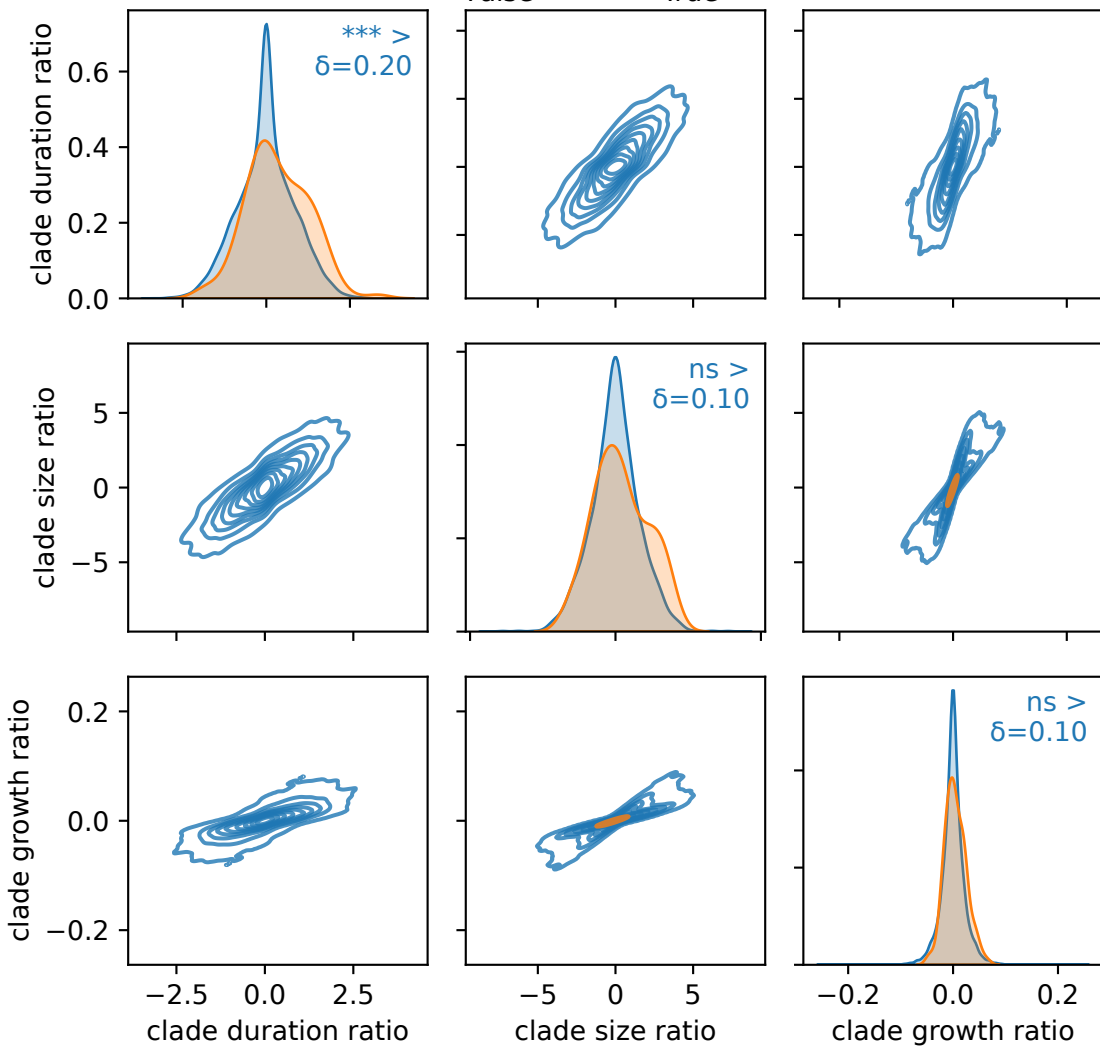 clade duration ratio
0.6
0.4
0.2
0.0
*** >
δ=0.20
clade size ratio
5
0
−5
ns >
δ=0.10
clade growth ratio
0.2
0.0
−0.2
ns >
δ=0.10
−2.5 0.0 2.5
clade duration ratio
−5 0 5
clade size ratio
−0.2 0.0 0.2
clade growth ratio